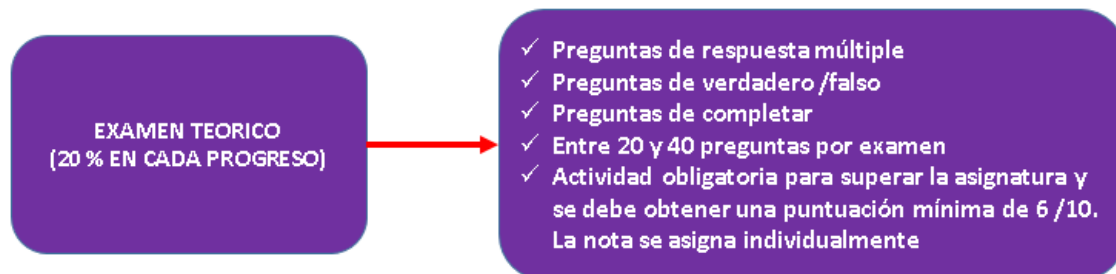 EXAMEN TEORICO
(20 % EN CADA PROGRESO)
✓ Preguntas de respuesta múltiple
✓ Preguntas de verdadero /falso
✓ Preguntas de completar
✓ Entre 20 y 40 preguntas por examen
✓ Actividad obligatoria para superar la asignatura y
se debe obtener una puntuación mínima de 6 /10.
La nota se asigna individualmente